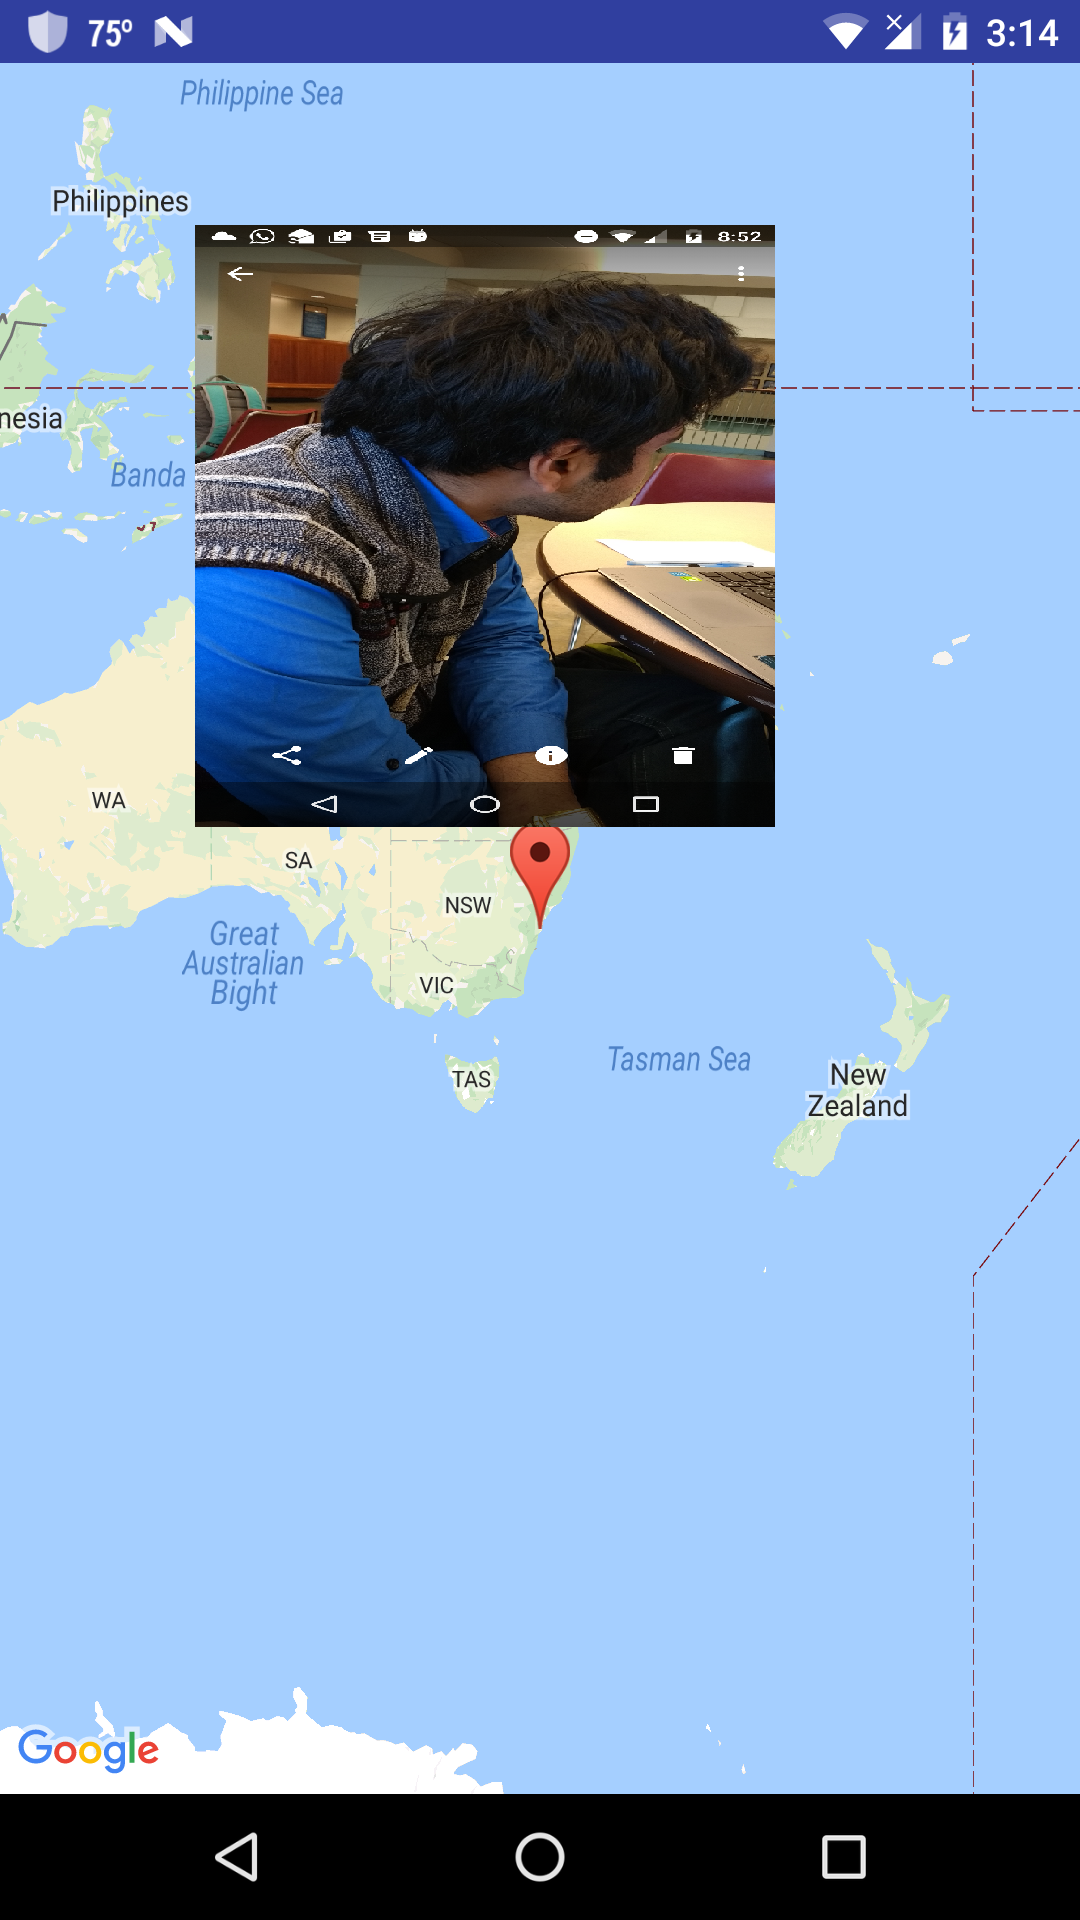 75º
3:14
Philippine Sea
Philippines
8:52
nesia
Banda
WA
SA
NSW
Great
Australian
Bight
VIC
TAS
Tasman Sea
New
Zealand
Google